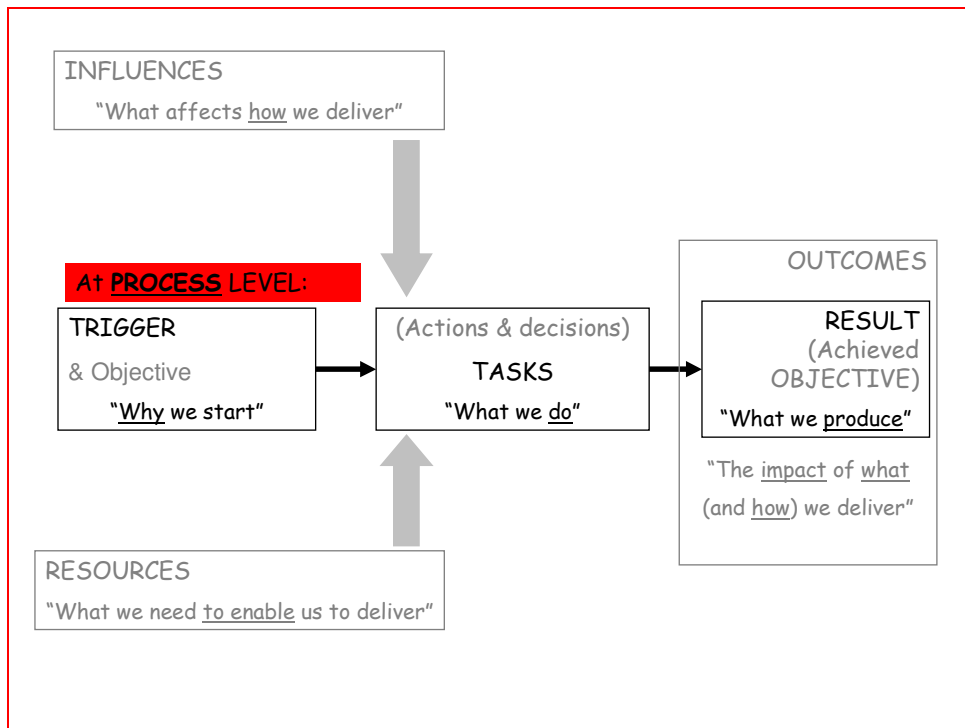 INFLUENCES
“What affects how we deliver”
At PROCESS LEVEL:
TRIGGER
& Objective
“Why we start”
(Actions & decisions)
TASKS
“What we do”
OUTCOMES
RESULT
(Achieved
OBJECTIVE)
“What we produce”
“The impact of what
(and how) we deliver”
RESOURCES
“What we need to enable us to deliver”